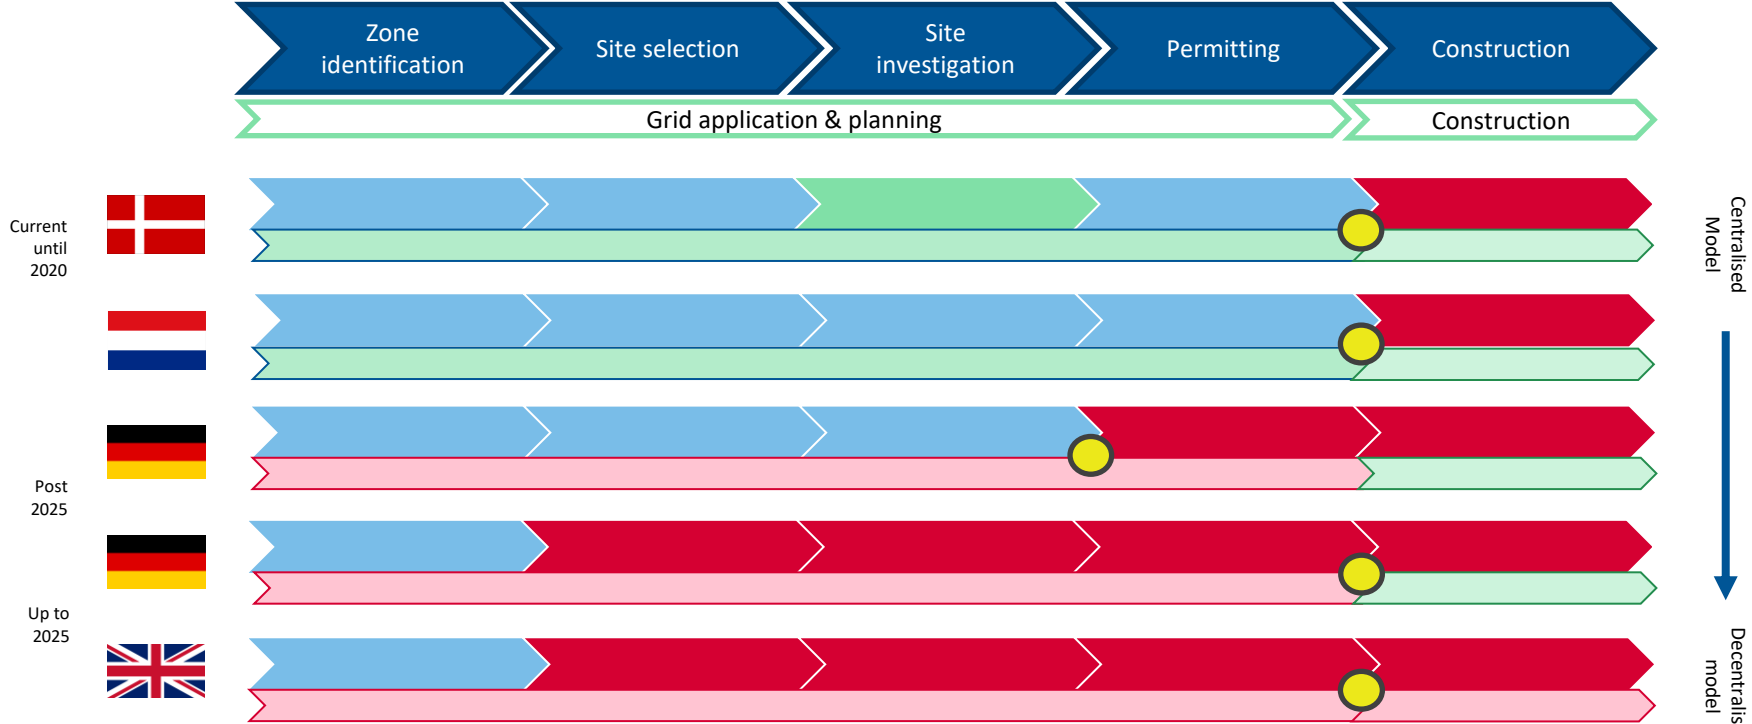 Zone
identification
Site selection
Site
investigation
Permitting
Construction
Grid application & planning
Construction
Current
until
2020
Centralised
Model
Post
2025
Up to
2025
Decentralis
model